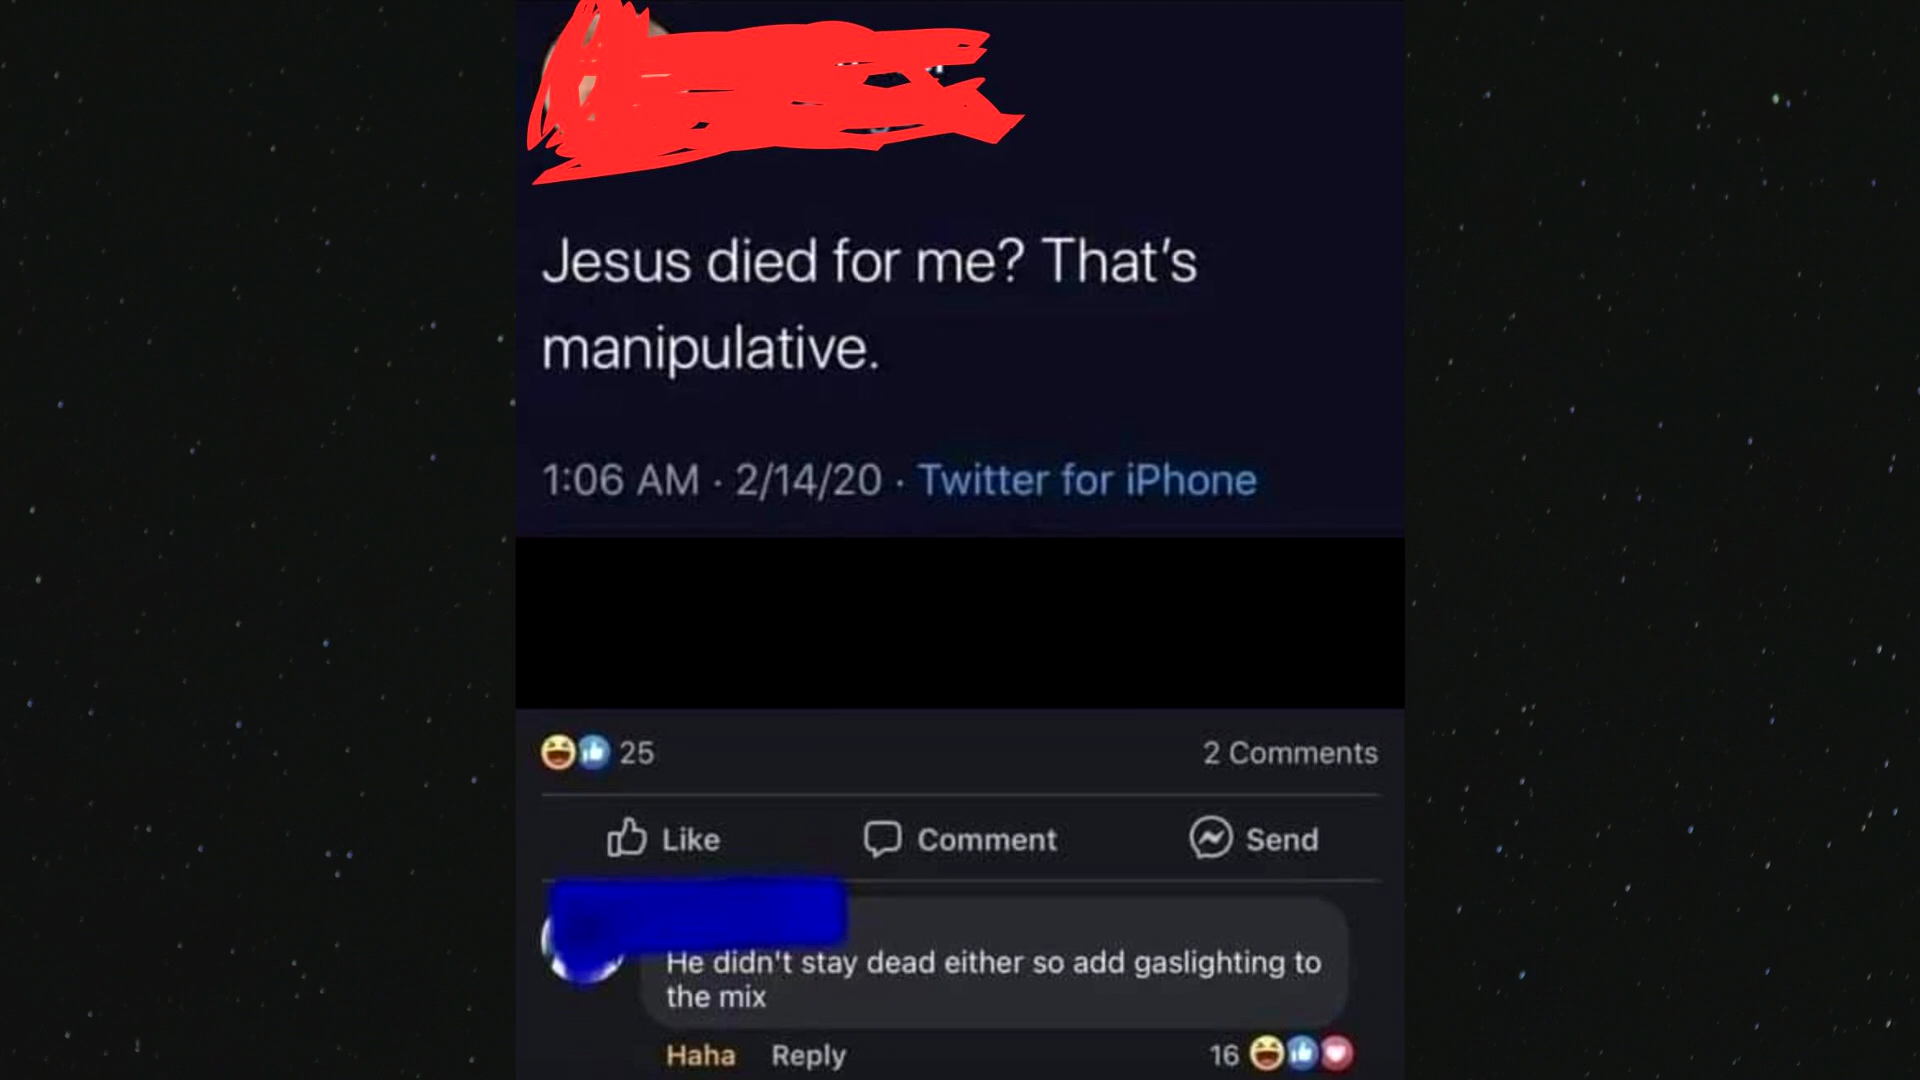 Jesus died for me? That's
manipulative.
1:06 AM · 2/14/20 · Twitter for iPhone
25
2 Comments
Like
Comment
Send
He didn't stay dead either so add gaslighting to
the mix
Haha
Reply
16